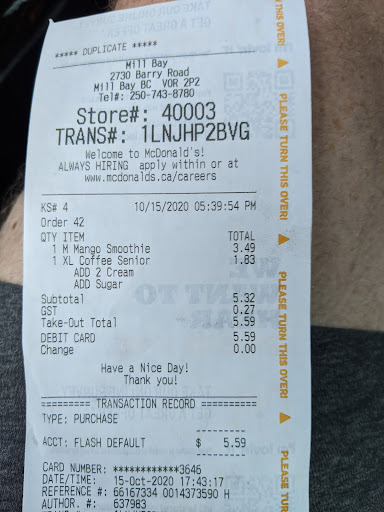 ***** DUPLICATE *****
Mill Bay
2730 Barry Road
Mill Bay BC V0R 2P2
Tel#: 250-743-8780
Store#: 40003
TRANS#: 1LNJHP2BVG
Welcome to McDonald's!
ALWAYS HIRING apply within or at
www.mcdonalds.ca/careers
KS# 4 10/15/2020 05:39:54 PM
Order 42
QTY ITEM TOTAL
1 M Mango Smoothie 3.49
1 XL Coffee Senior 1.83
ADD 2 Cream
ADD Sugar
Subtotal 5.32
GST 0.27
Take-Out Total 5.59
DEBIT CARD 5.59
Change 0.00
Have a Nice Day!
Thank you!
========= TRANSACTION RECORD ==========
TYPE: PURCHASE
ACCT: FLASH DEFAULT $ 5.59
CARD NUMBER: ************3646
DATE/TIME: 15-Oct-2020 17:43:17
REFERENCE #: 66167334 0014373590 H
AUTHOR. #: 637983
THIS OVER!
PLEASE TURN THIS OVER!
PLEASE TURN THIS OVER!
PLEASE TURN